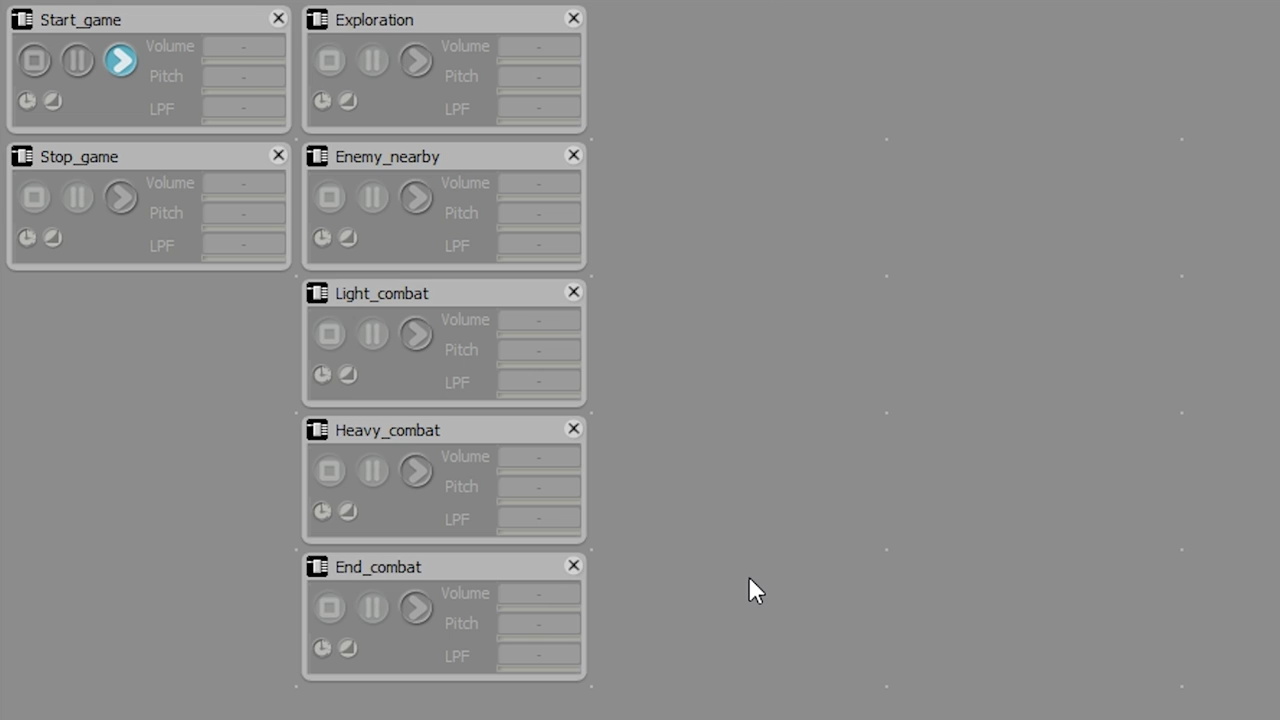 Start_game
Volume -
Pitch -
LPF -
Stop_game
Volume -
Pitch -
LPF -
Exploration
Volume -
Pitch -
LPF -
Enemy_nearby
Volume -
Pitch -
LPF -
Light_combat
Volume -
Pitch -
LPF -
Heavy_combat
Volume -
Pitch -
LPF -
End_combat
Volume -
Pitch -
LPF -